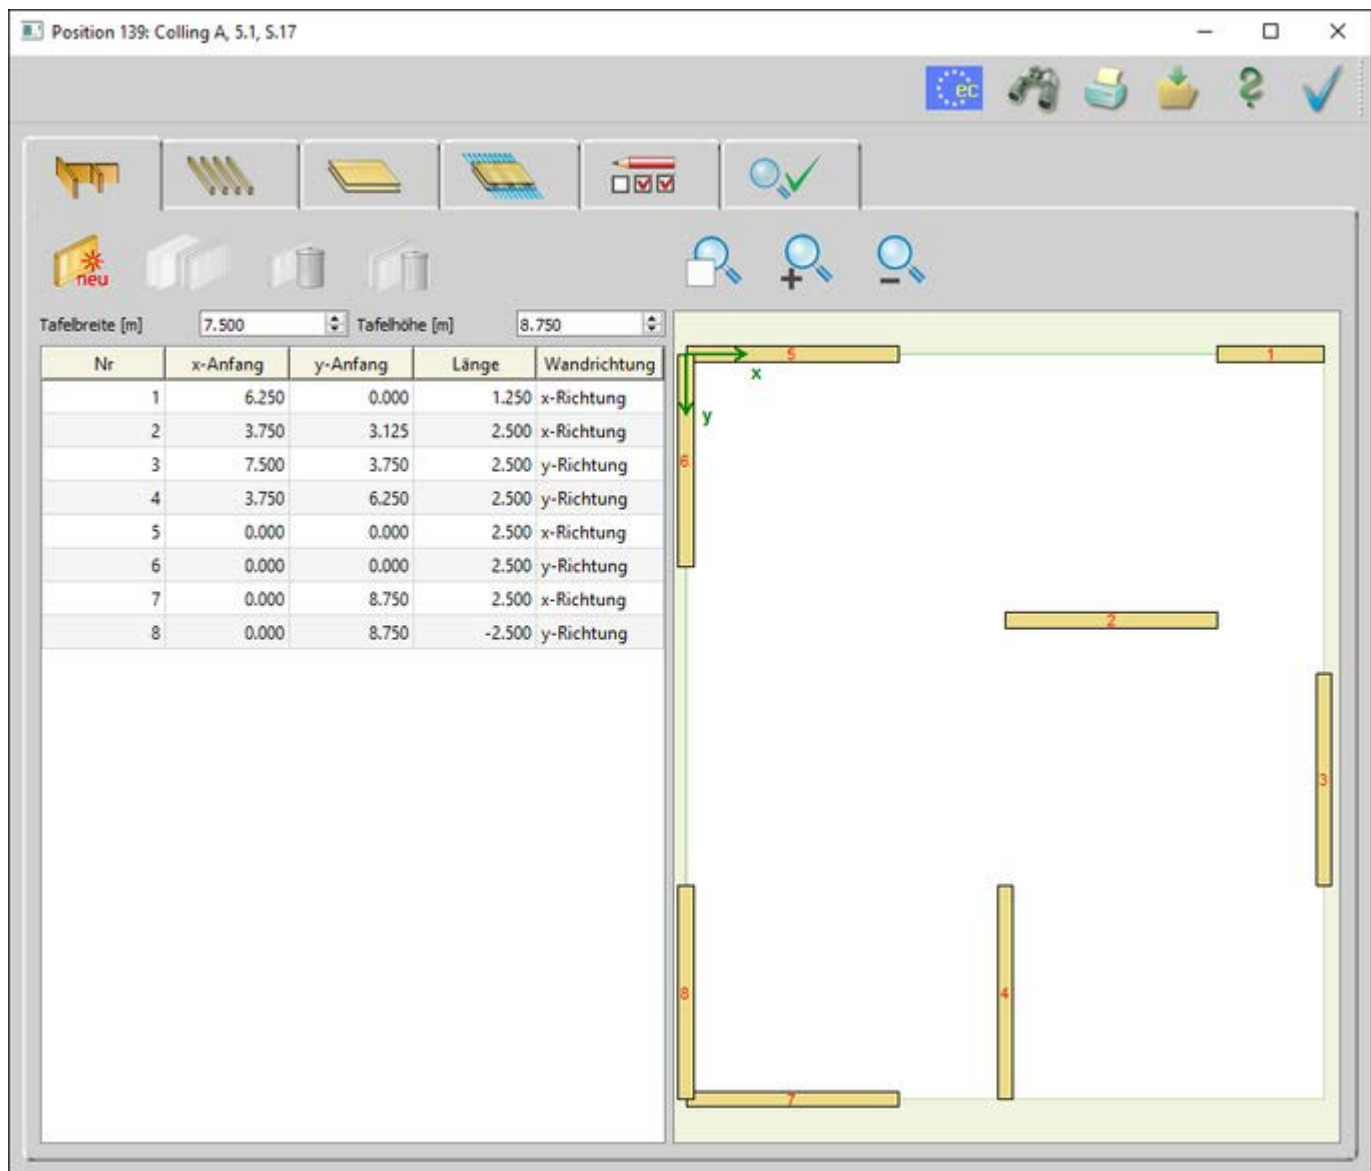 Position 139: Colling A, 5.1, S.17
ec
neu
Tafelbreite [m] 7.500 Tafelhöhe [m] 8.750
Nr x-Anfang y-Anfang Länge Wandrichtung
1 6.250 0.000 1.250 x-Richtung
2 3.750 3.125 2.500 x-Richtung
3 7.500 3.750 2.500 y-Richtung
4 3.750 6.250 2.500 y-Richtung
5 0.000 0.000 2.500 x-Richtung
6 0.000 0.000 2.500 y-Richtung
7 0.000 8.750 2.500 x-Richtung
8 0.000 8.750 -2.500 y-Richtung
5 1
x
y
6
2
3
8 4
7